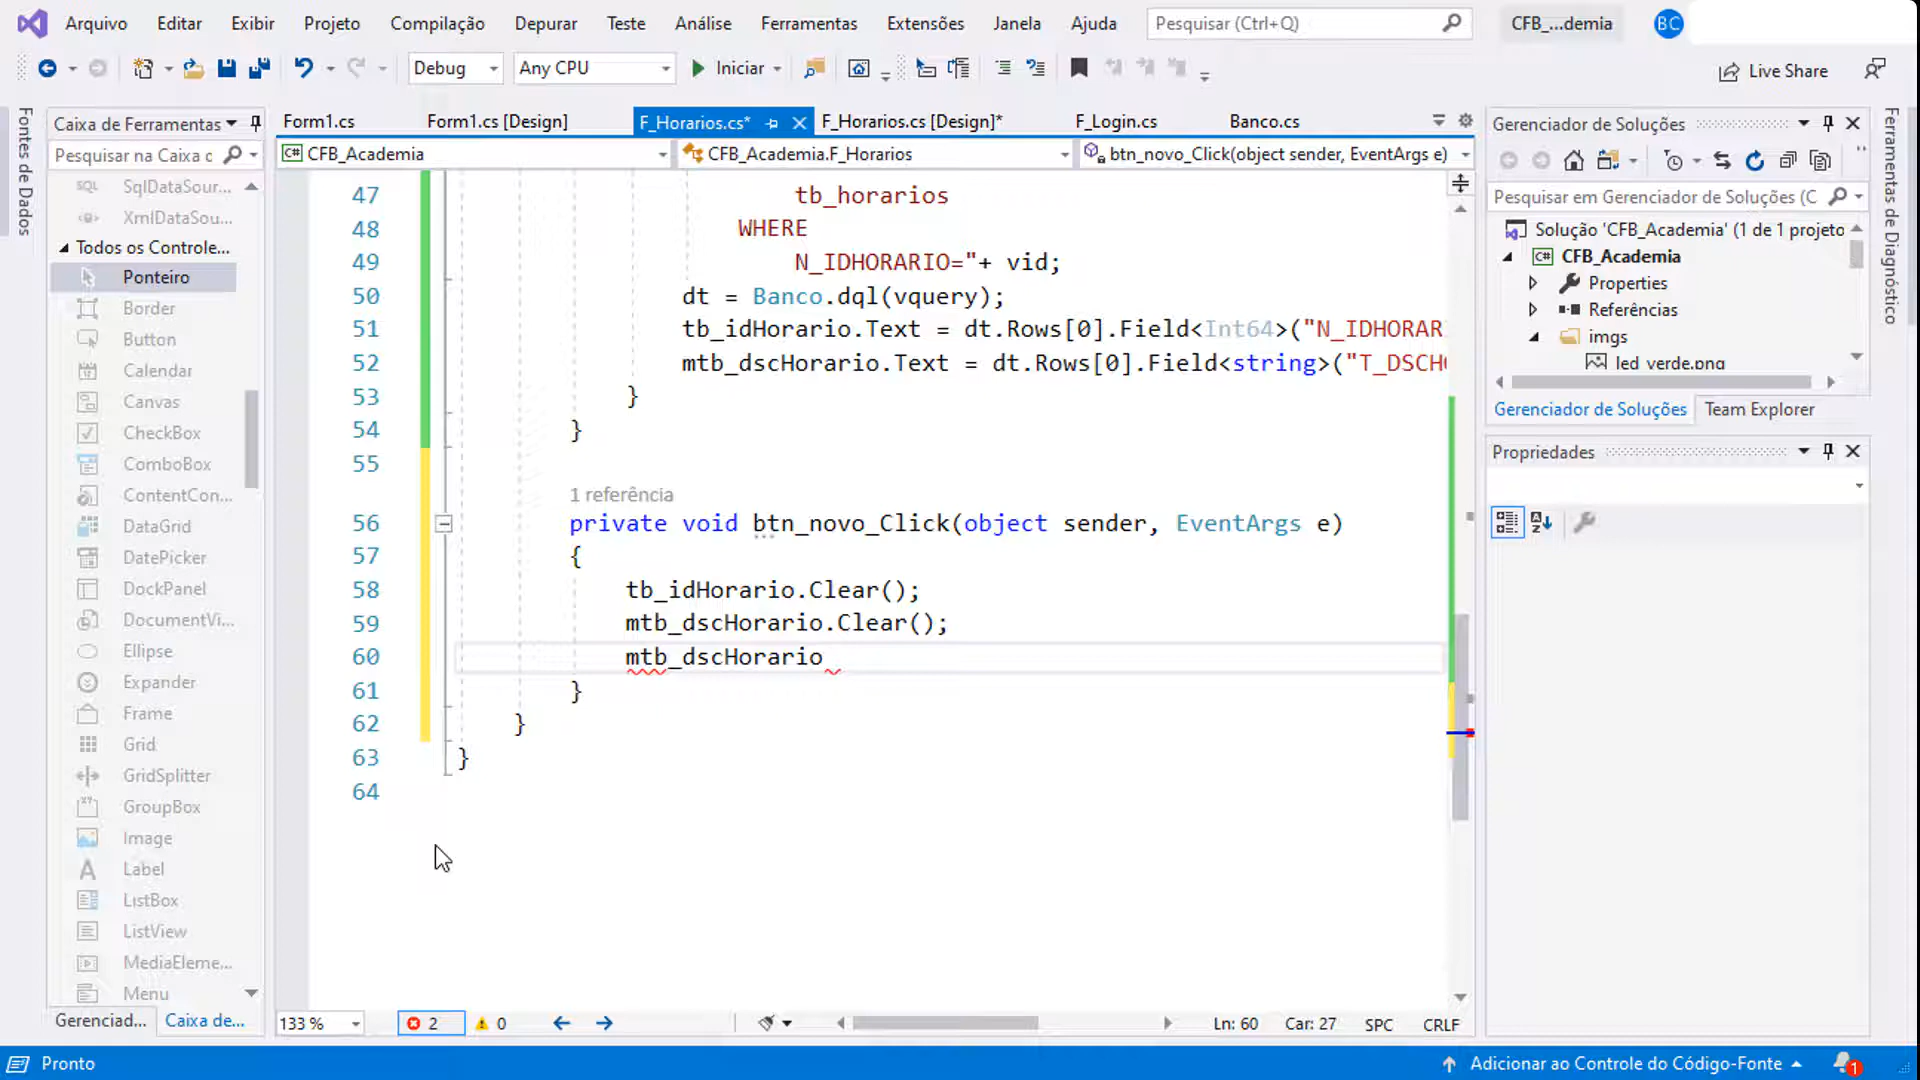 Arquivo Editar Exibir Projeto Compilação Depurar Teste Análise Ferramentas Extensões Janela Ajuda Pesquisar (Ctrl+Q) CFB_...demia BC
Debug Any CPU Iniciar Live Share
Fontes de Dados
Caixa de Ferramentas
Pesquisar na Caixa c
SQL SqlDataSour...
XmlDataSou...
Todos os Controle...
Ponteiro
Border
Button
Calendar
Canvas
CheckBox
ComboBox
ContentCon...
DataGrid
DatePicker
DockPanel
DocumentVi...
Ellipse
Expander
Frame
Grid
GridSplitter
GroupBox
Image
Label
ListBox
ListView
MediaEleme...
Menu
Gerenciad... Caixa de...
Form1.cs Form1.cs [Design] F_Horarios.cs* F_Horarios.cs [Design]* F_Login.cs Banco.cs
C# CFB_Academia CFB_Academia.F_Horarios btn_novo_Click(object sender, EventArgs e)
47 tb_horarios
48 WHERE
49 N_IDHORARIO="+ vid;
50 dt = Banco.dql(vquery);
51 tb_idHorario.Text = dt.Rows[0].Field<Int64>("N_IDHORARI
52 mtb_dscHorario.Text = dt.Rows[0].Field<string>("T_DSCHO
53 }
54 }
55
1 referência
56 private void btn_novo_Click(object sender, EventArgs e)
57 {
58 tb_idHorario.Clear();
59 mtb_dscHorario.Clear();
60 mtb_dscHorario
61 }
62 }
63 }
64
133 % 2 0 Ln: 60 Car: 27 SPC CRLF
Gerenciador de Soluções
Pesquisar em Gerenciador de Soluções (C
Solução 'CFB_Academia' (1 de 1 projeto
C# CFB_Academia
Properties
Referências
imgs
led_verde.png
Gerenciador de Soluções Team Explorer
Propriedades
Ferramentas de Diagnóstico
Pronto Adicionar ao Controle do Código-Fonte 1